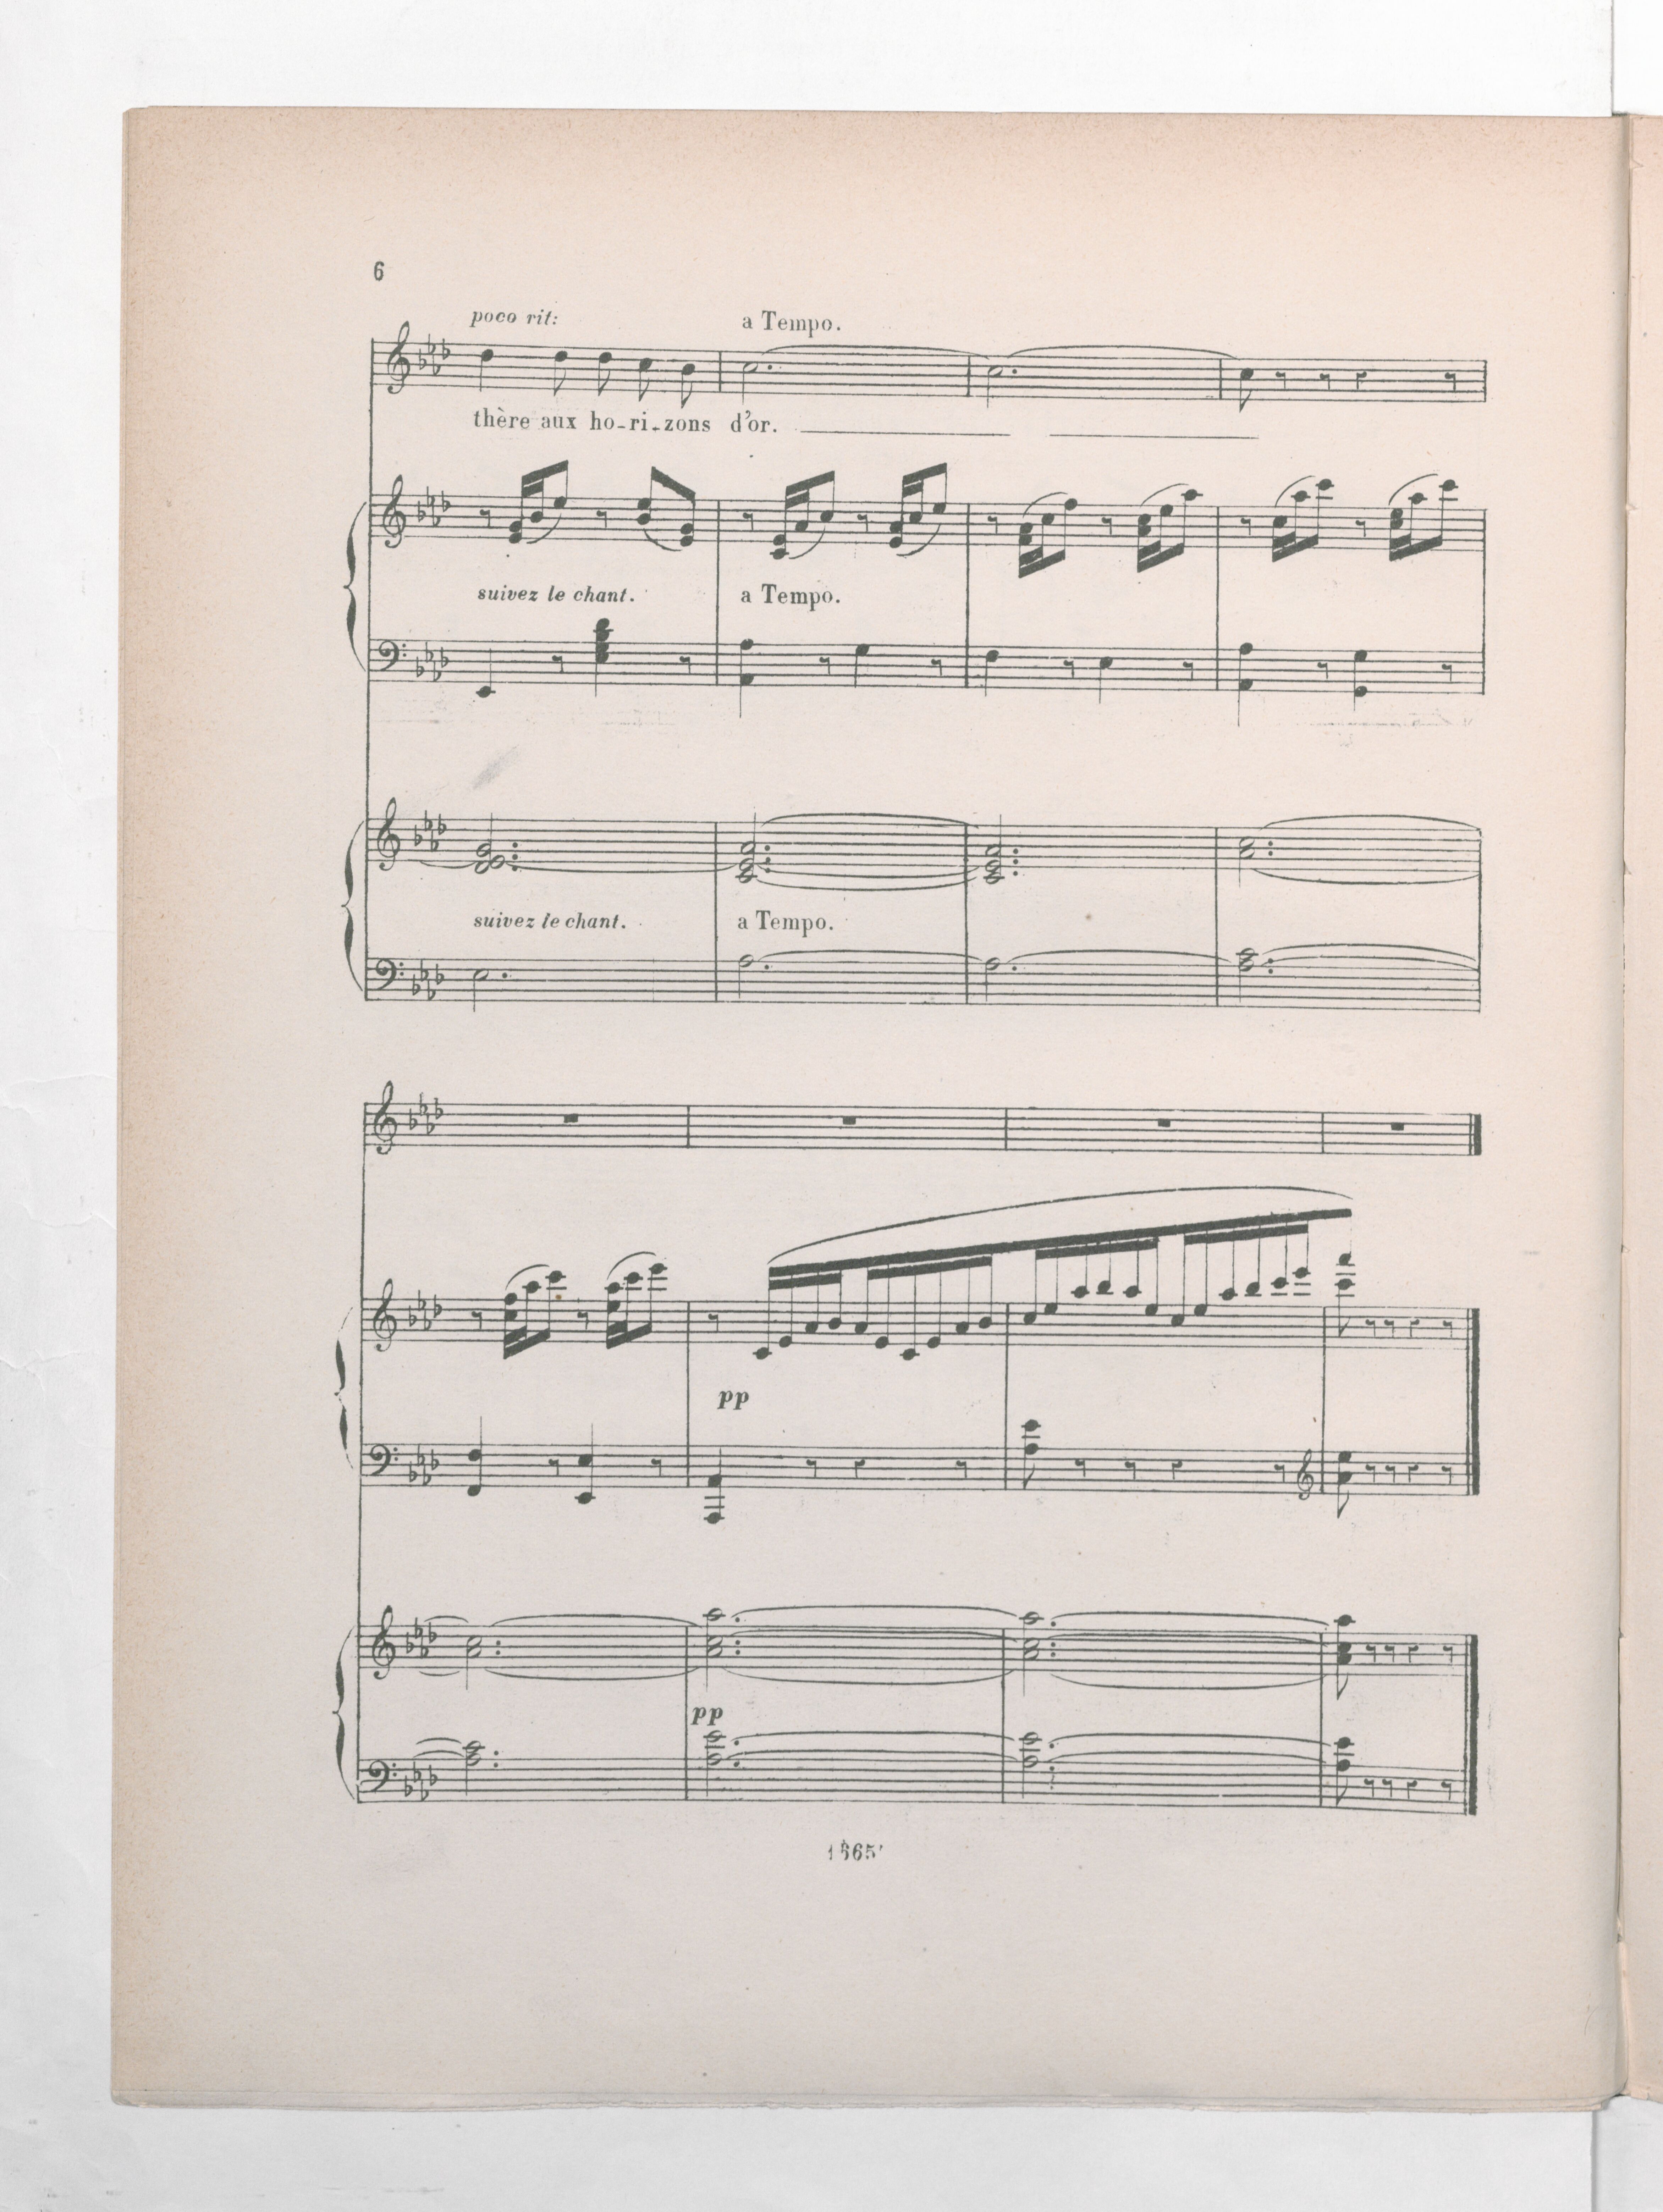 6
poco rit: a Tempo.
thère aux ho-ri-zons d'or.
suivez le chant. a Tempo.
suivez le chant. a Tempo.
pp
pp